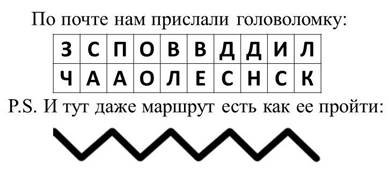 По почте нам прислали головоломку:
З С П О В В Д Д И Л
Ч А А О Л Е С Н С К
P.S. И тут даже маршрут есть как ее пройти: